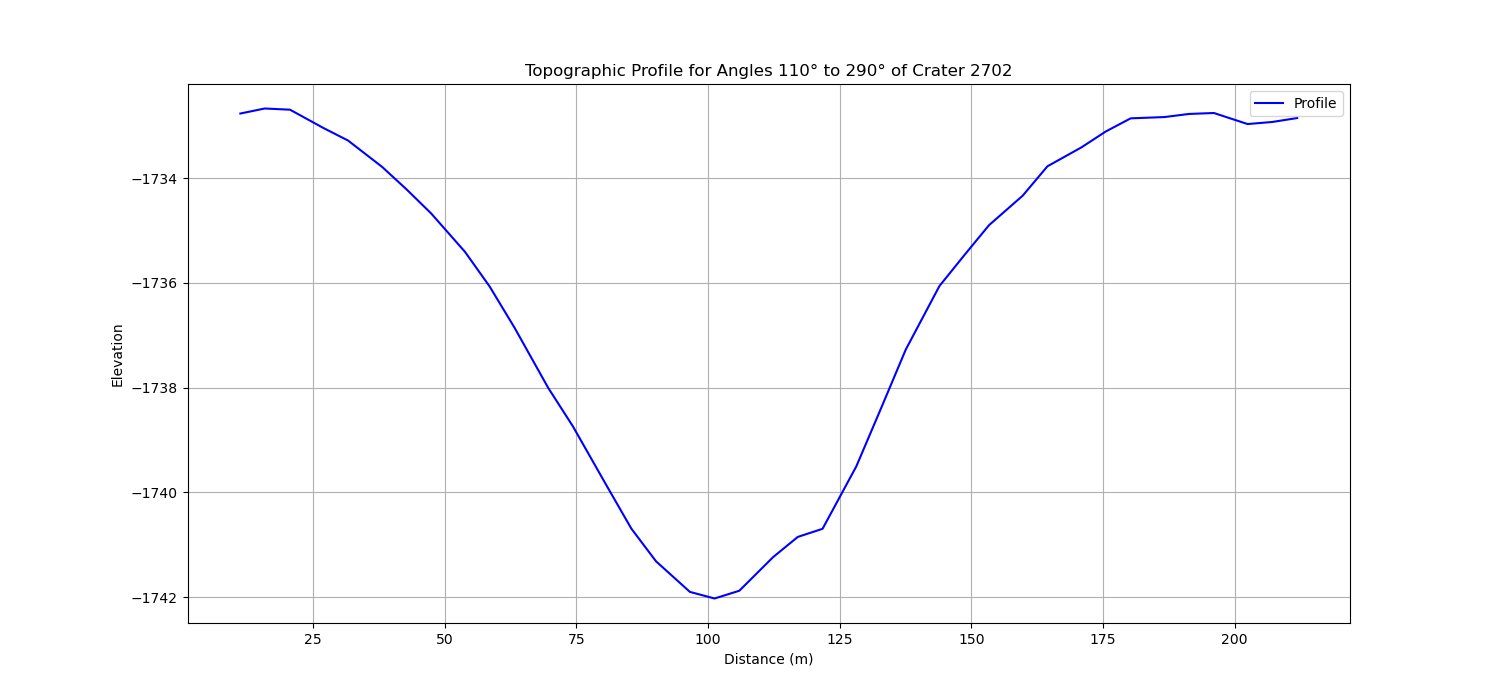 Topographic Profile for Angles 110° to 290° of Crater 2702
Profile
−1734
−1736
−1738
−1740
−1742
Elevation
25 50 75 100 125 150 175 200
Distance (m)